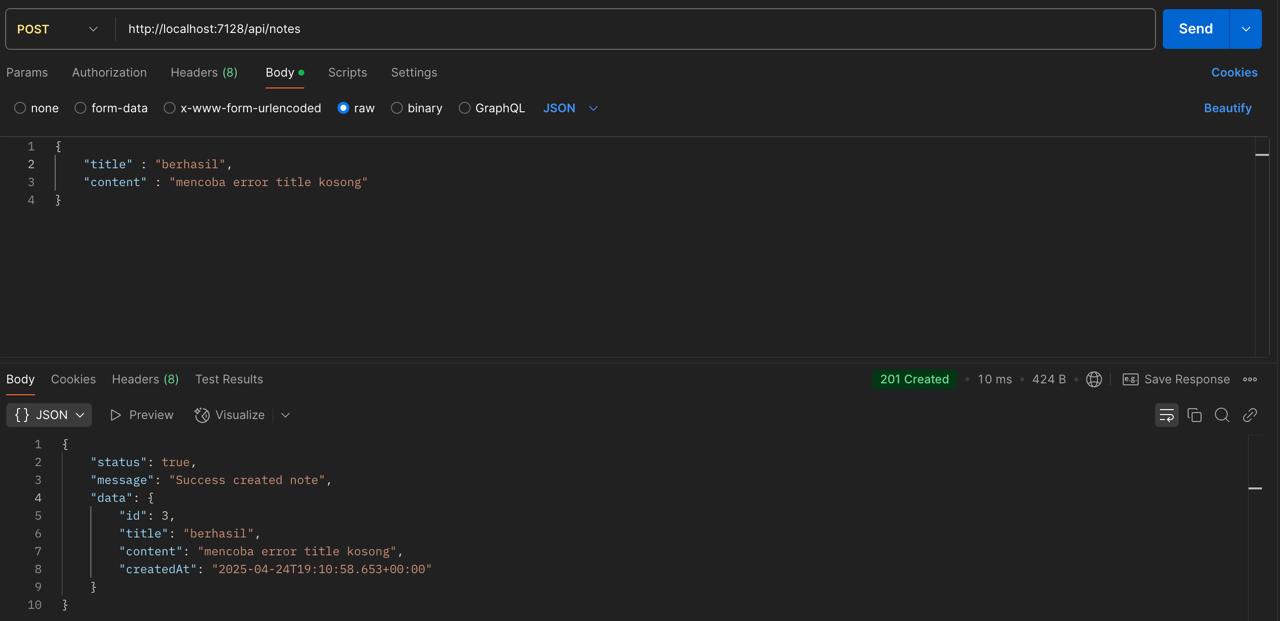 POST http://localhost:7128/api/notes Send
Params Authorization Headers (8) Body Scripts Settings Cookies
none form-data x-www-form-urlencoded raw binary GraphQL JSON Beautify
1 {
2 "title" : "berhasil",
3 "content" : "mencoba error title kosong"
4 }
Body Cookies Headers (8) Test Results 201 Created • 10 ms • 424 B • e.g. Save Response
{} JSON Preview Visualize
1 {
2 "status": true,
3 "message": "Success created note",
4 "data": {
5 "id": 3,
6 "title": "berhasil",
7 "content": "mencoba error title kosong",
8 "createdAt": "2025-04-24T19:10:58.653+00:00"
9 }
10 }